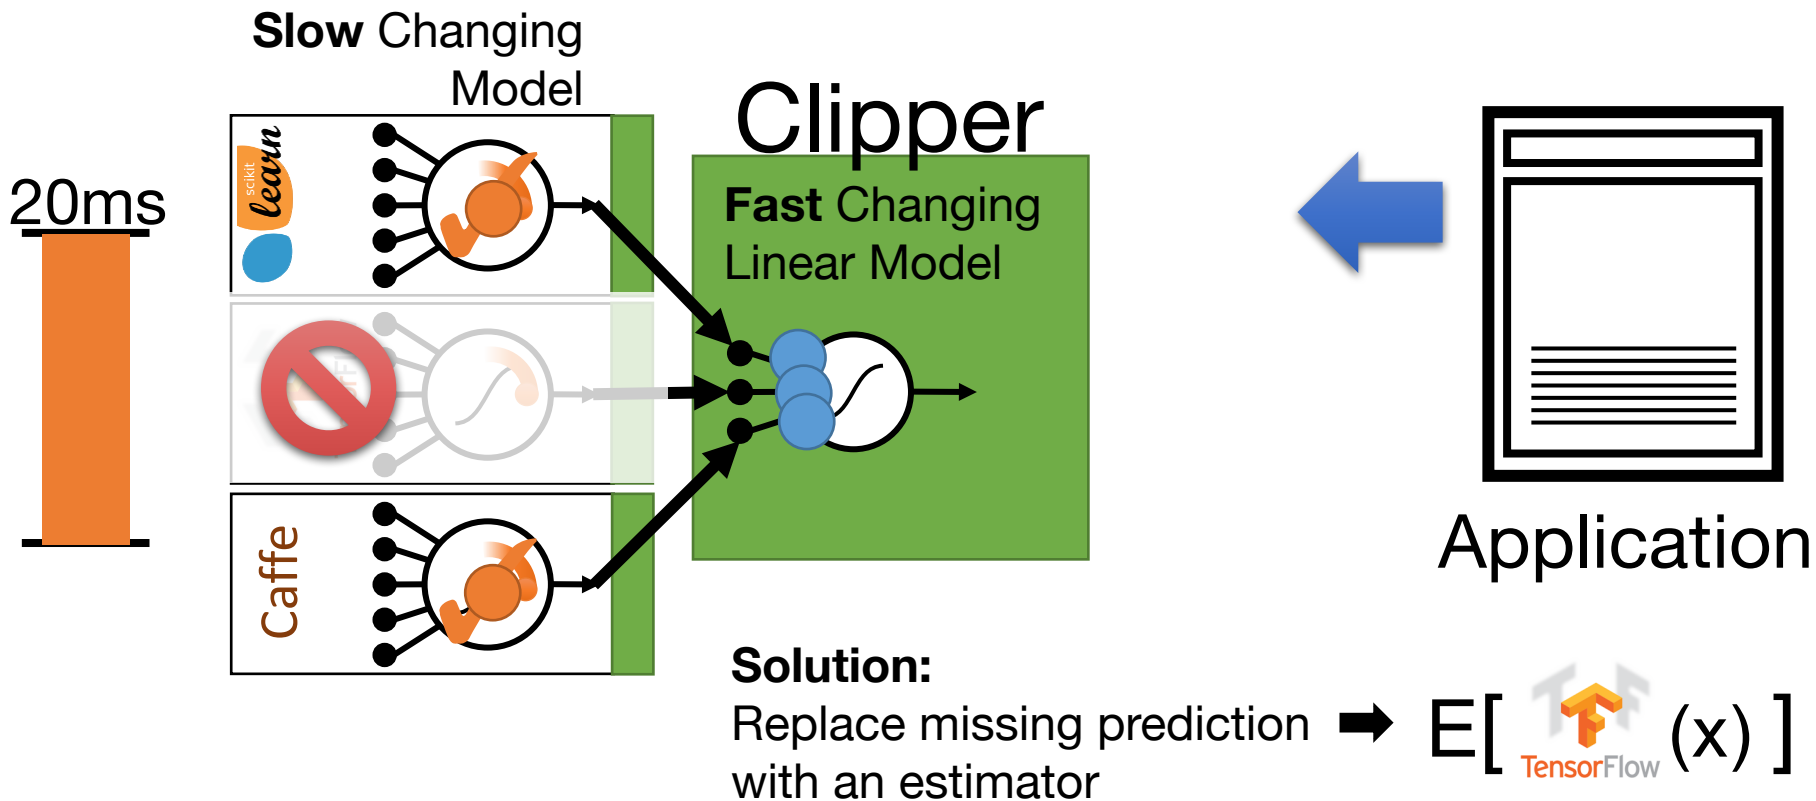 Slow Changing
Model
Clipper
20ms
scikit
learn
Fast Changing
Linear Model
Caffe
Application
Solution:
Replace missing prediction
with an estimator
E[ TensorFlow (x) ]